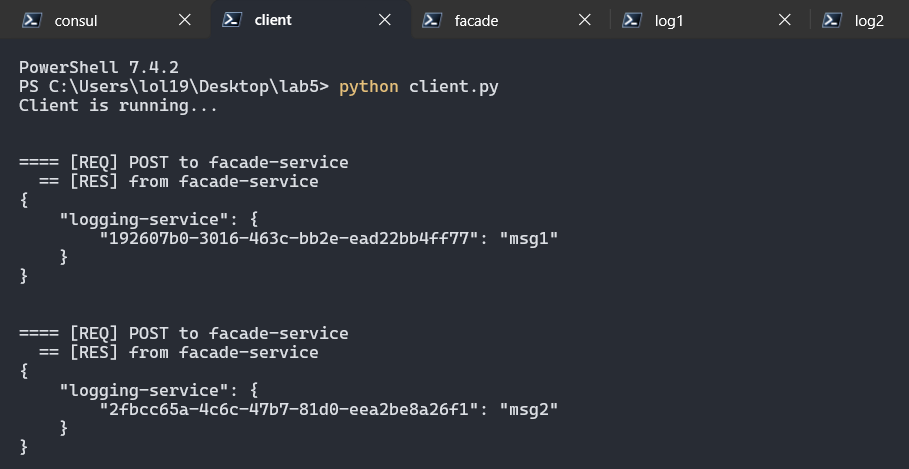 consul
client
facade
log1
log2
PowerShell 7.4.2
PS C:\Users\lol19\Desktop\lab5> python client.py
Client is running...
==== [REQ] POST to facade-service
  == [RES] from facade-service
{
    "logging-service": {
        "192607b0-3016-463c-bb2e-ead22bb4ff77": "msg1"
    }
}
==== [REQ] POST to facade-service
  == [RES] from facade-service
{
    "logging-service": {
        "2fbcc65a-4c6c-47b7-81d0-eea2be8a26f1": "msg2"
    }
}